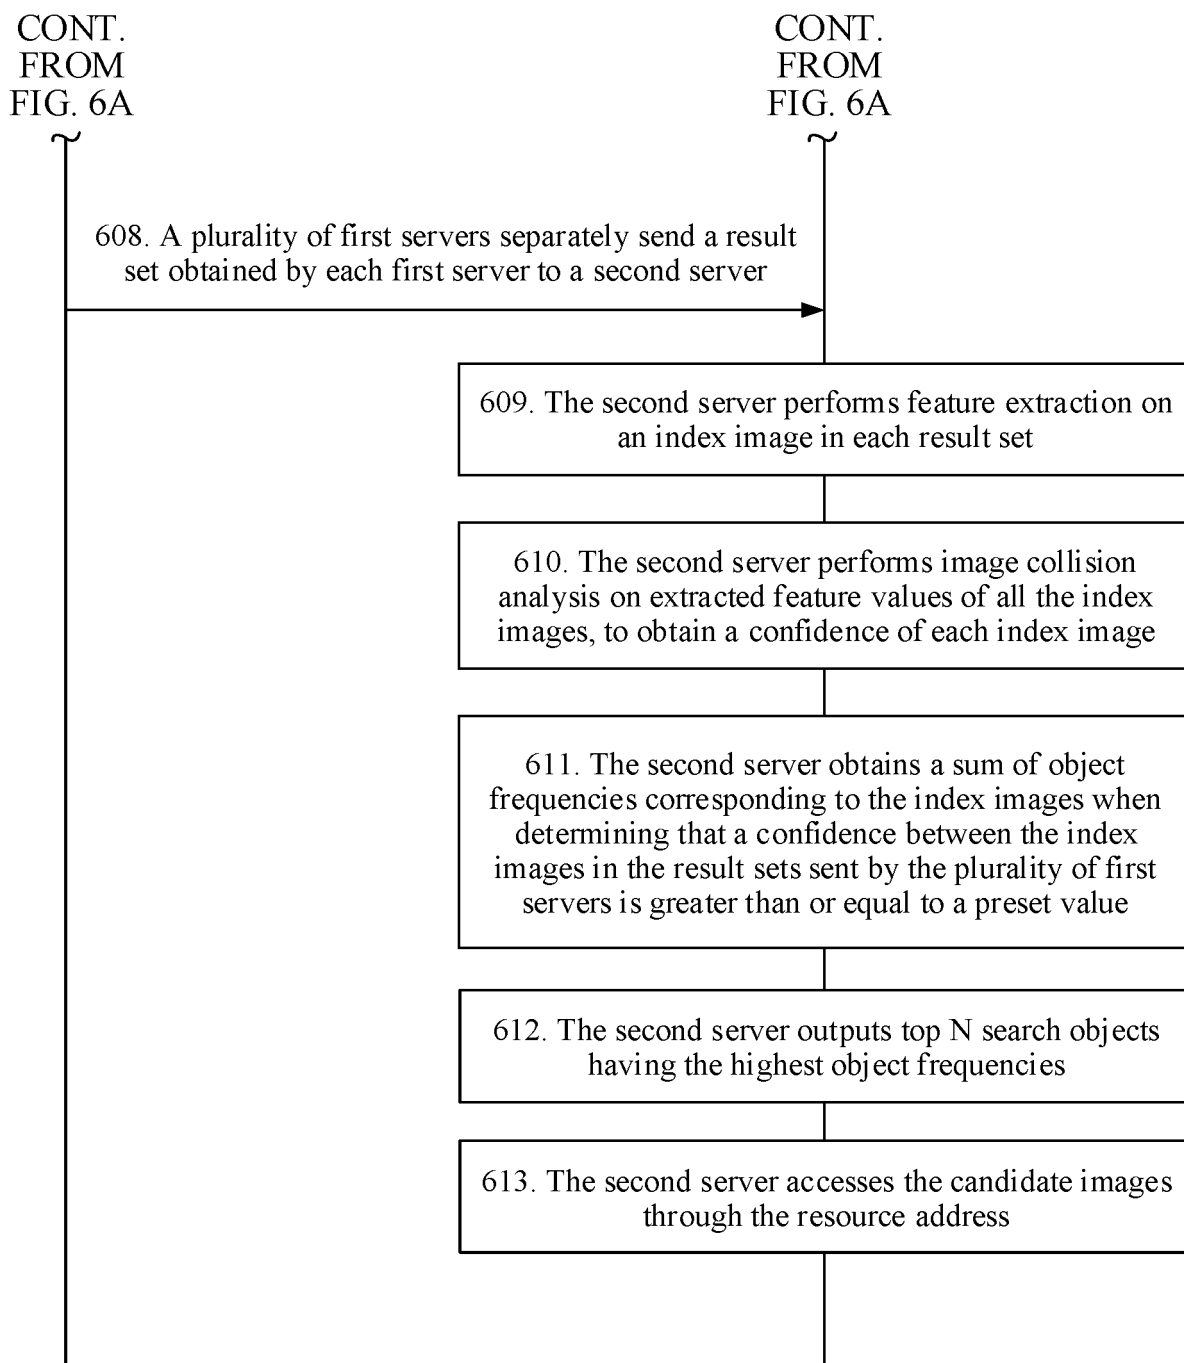 CONT.
FROM
FIG. 6A
CONT.
FROM
FIG. 6A
608. A plurality of first servers separately send a result
set obtained by each first server to a second server
609. The second server performs feature extraction on
an index image in each result set
610. The second server performs image collision
analysis on extracted feature values of all the index
images, to obtain a confidence of each index image
611. The second server obtains a sum of object
frequencies corresponding to the index images when
determining that a confidence between the index
images in the result sets sent by the plurality of first
servers is greater than or equal to a preset value
612. The second server outputs top N search objects
having the highest object frequencies
613. The second server accesses the candidate images
through the resource address